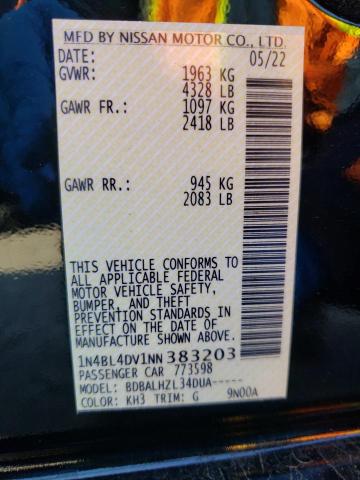 MFD BY NISSAN MOTOR CO., LTD.
DATE: 05/22
GVWR: 1963 KG
4328 LB
GAWR FR.: 1097 KG
2418 LB
GAWR RR.: 945 KG
2083 LB
THIS VEHICLE CONFORMS TO
ALL APPLICABLE FEDERAL
MOTOR VEHICLE SAFETY,
BUMPER, AND THEFT
PREVENTION STANDARDS IN
EFFECT ON THE DATE OF
MANUFACTURE SHOWN ABOVE.
1N4BL4DV1NN383203
PASSENGER CAR 773598
MODEL: BDBALHZL34DUA-----
COLOR: KH3 TRIM: G 9N00A